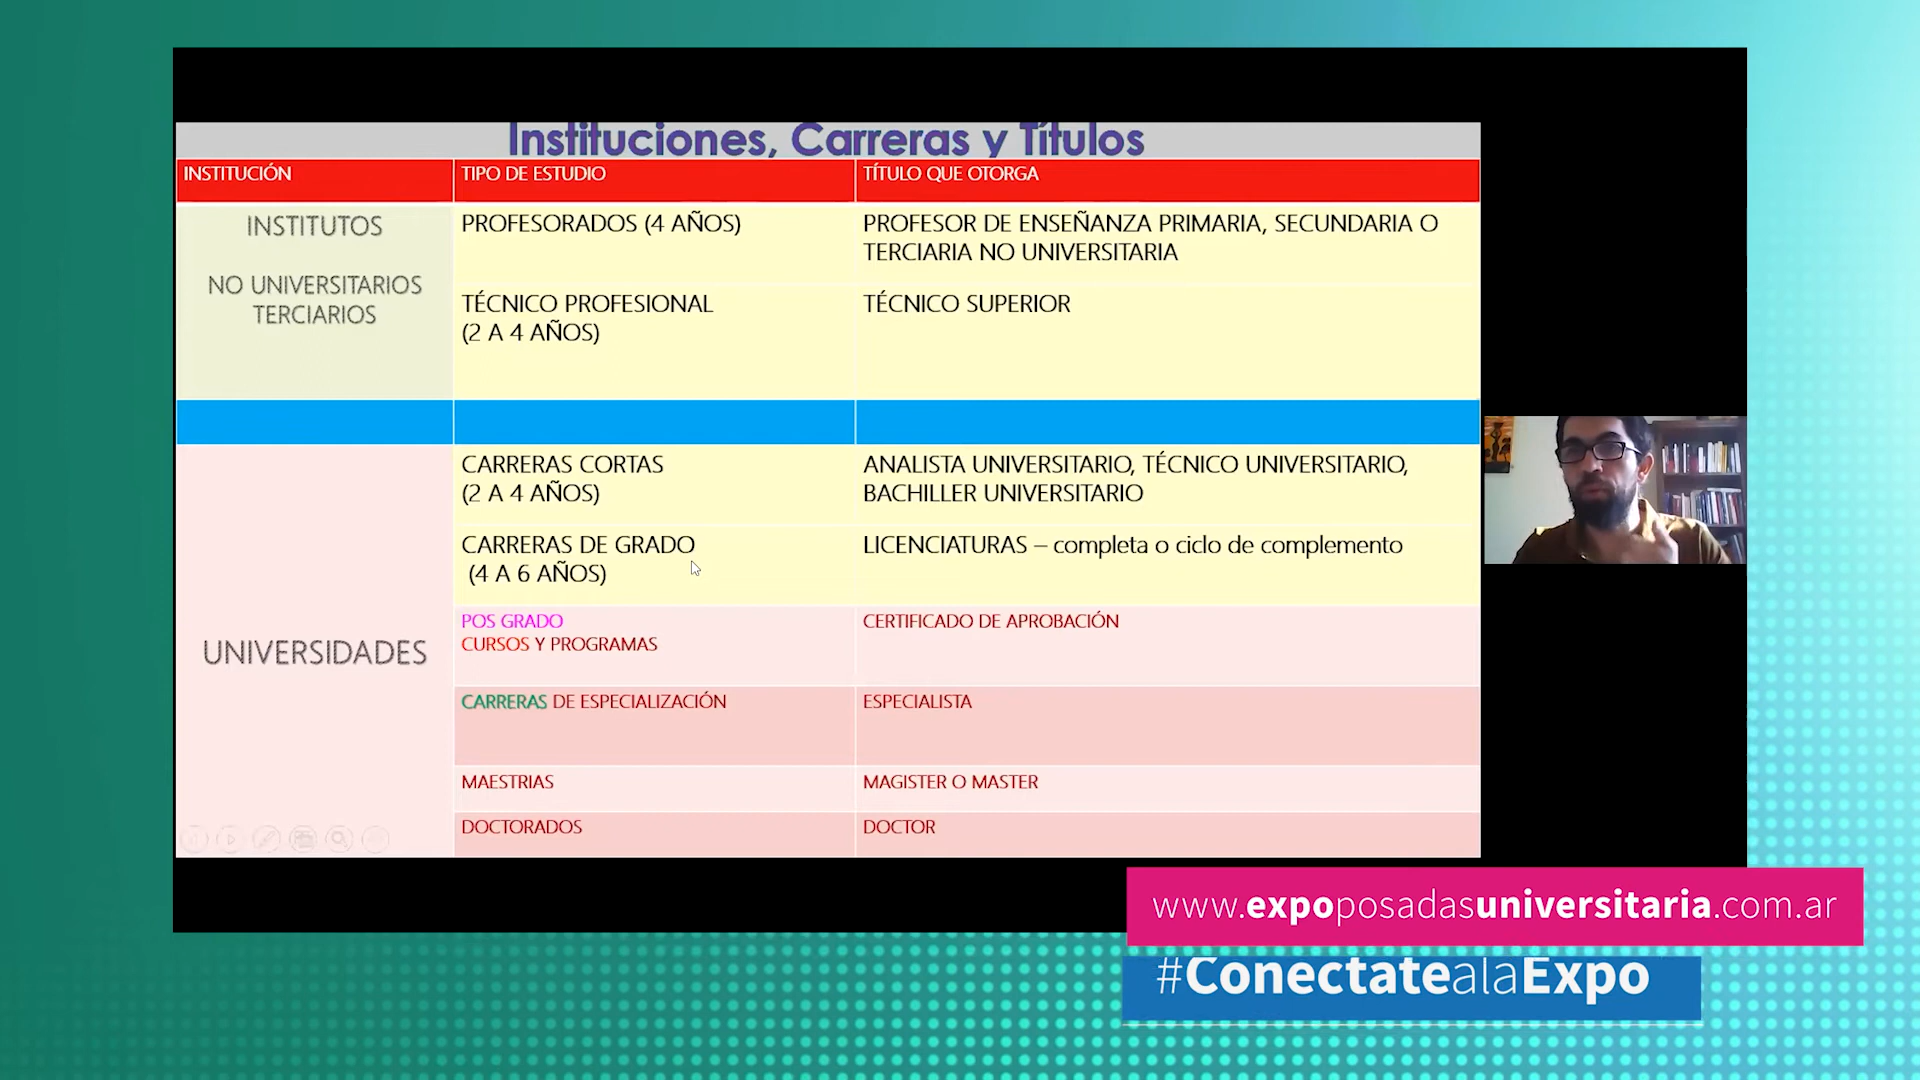 Instituciones, Carreras y Títulos
INSTITUCIÓN
TIPO DE ESTUDIO
TÍTULO QUE OTORGA
INSTITUTOS
NO UNIVERSITARIOS
TERCIARIOS
PROFESORADOS (4 AÑOS)
PROFESOR DE ENSEÑANZA PRIMARIA, SECUNDARIA O
TERCIARIA NO UNIVERSITARIA
TÉCNICO PROFESIONAL
(2 A 4 AÑOS)
TÉCNICO SUPERIOR
UNIVERSIDADES
CARRERAS CORTAS
(2 A 4 AÑOS)
ANALISTA UNIVERSITARIO, TÉCNICO UNIVERSITARIO,
BACHILLER UNIVERSITARIO
CARRERAS DE GRADO
(4 A 6 AÑOS)
LICENCIATURAS – completa o ciclo de complemento
POS GRADO
CURSOS Y PROGRAMAS
CERTIFICADO DE APROBACIÓN
CARRERAS DE ESPECIALIZACIÓN
ESPECIALISTA
MAESTRIAS
MAGISTER O MASTER
DOCTORADOS
DOCTOR
www.expoposadasuniversitaria.com.ar
#ConectatealaExpo